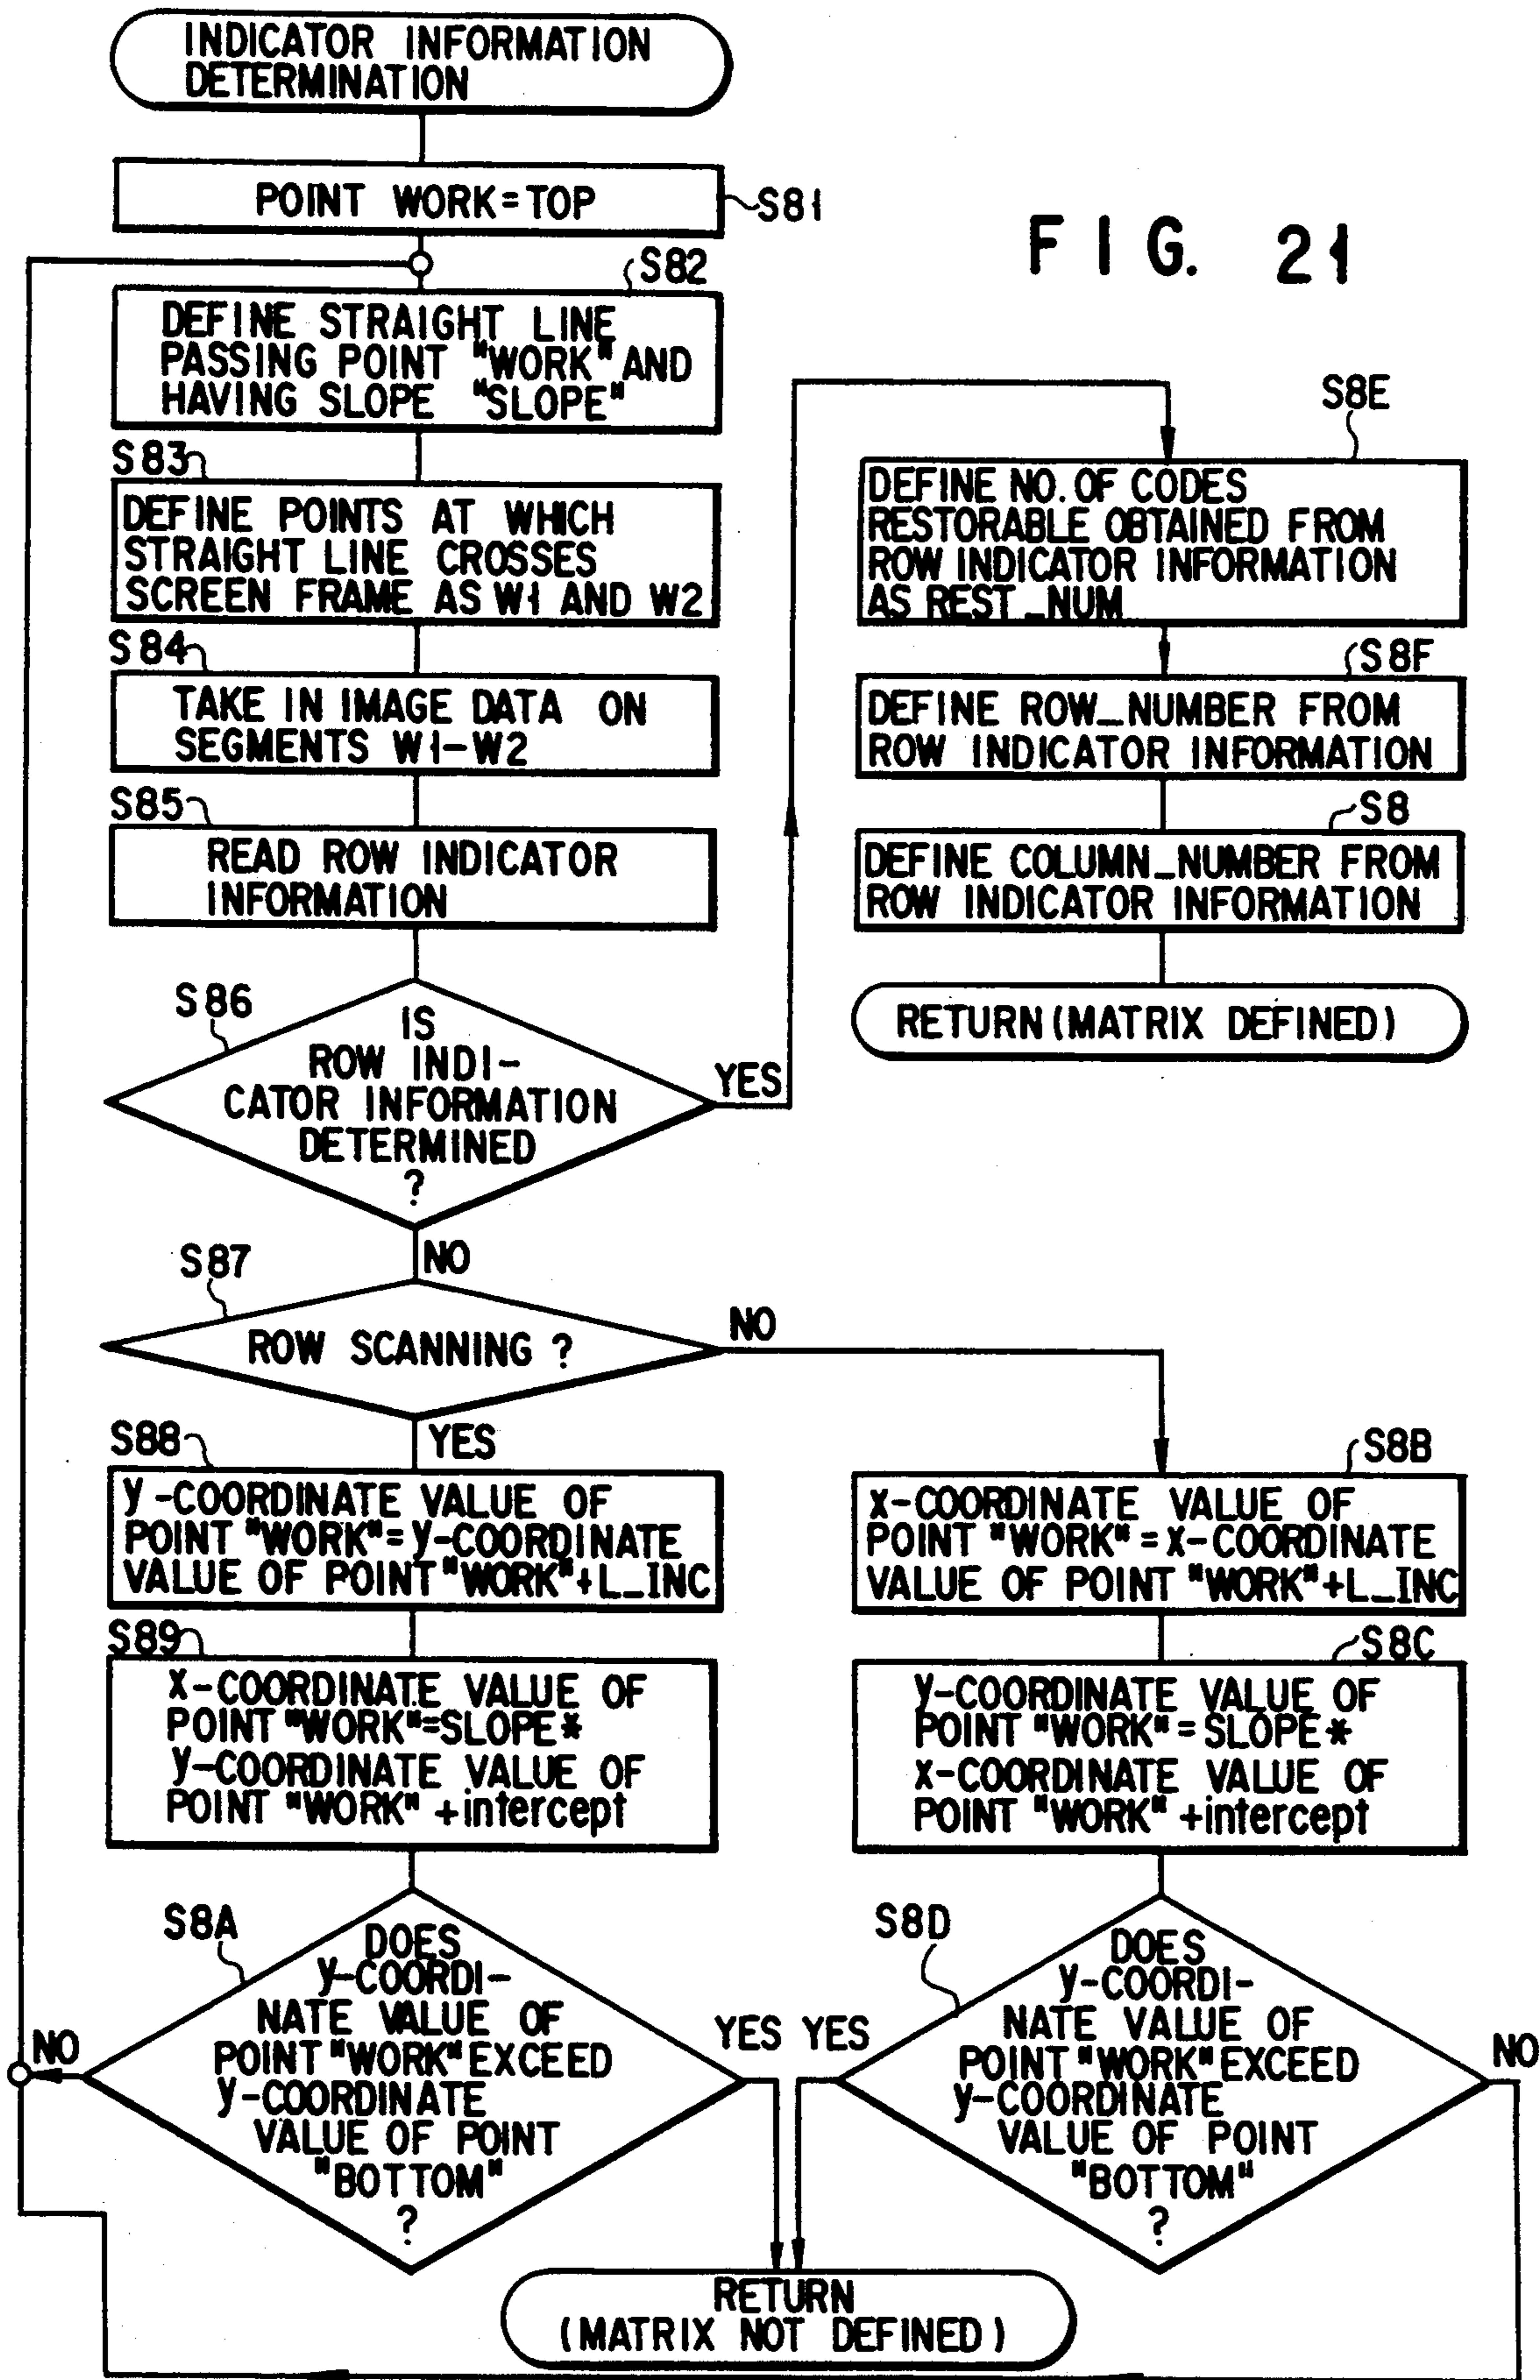 INDICATOR INFORMATION
DETERMINATION
POINT WORK=TOP
S81
FIG. 21
S82
DEFINE STRAIGHT LINE
PASSING POINT "WORK" AND
HAVING SLOPE "SLOPE"
S83
DEFINE POINTS AT WHICH
STRAIGHT LINE CROSSES
SCREEN FRAME AS W1 AND W2
S84
TAKE IN IMAGE DATA ON
SEGMENTS W1-W2
S85
READ ROW INDICATOR
INFORMATION
S86
IS
ROW INDI-
CATOR INFORMATION
DETERMINED
?
YES
NO
S8E
DEFINE NO. OF CODES
RESTORABLE OBTAINED FROM
ROW INDICATOR INFORMATION
AS REST_NUM
S8F
DEFINE ROW_NUMBER FROM
ROW INDICATOR INFORMATION
S8
DEFINE COLUMN_NUMBER FROM
ROW INDICATOR INFORMATION
RETURN (MATRIX DEFINED)
S87
ROW SCANNING ?
NO
YES
S88
y-COORDINATE VALUE OF
POINT "WORK"=y-COORDINATE
VALUE OF POINT "WORK"+L_INC
S89
x-COORDINATE VALUE OF
POINT "WORK"=SLOPE*
y-COORDINATE VALUE OF
POINT "WORK" +intercept
S8A
DOES
y-COORDI-
NATE VALUE OF
POINT "WORK" EXCEED
y-COORDINATE
VALUE OF POINT
"BOTTOM"
?
NO
YES
S8B
x-COORDINATE VALUE OF
POINT "WORK"=x-COORDINATE
VALUE OF POINT "WORK"+L_INC
S8C
y-COORDINATE VALUE OF
POINT "WORK"=SLOPE*
x-COORDINATE VALUE OF
POINT "WORK" +intercept
S8D
DOES
y-COORDI-
NATE VALUE OF
POINT "WORK" EXCEED
y-COORDINATE
VALUE OF POINT
"BOTTOM"
?
YES
NO
RETURN
(MATRIX NOT DEFINED)